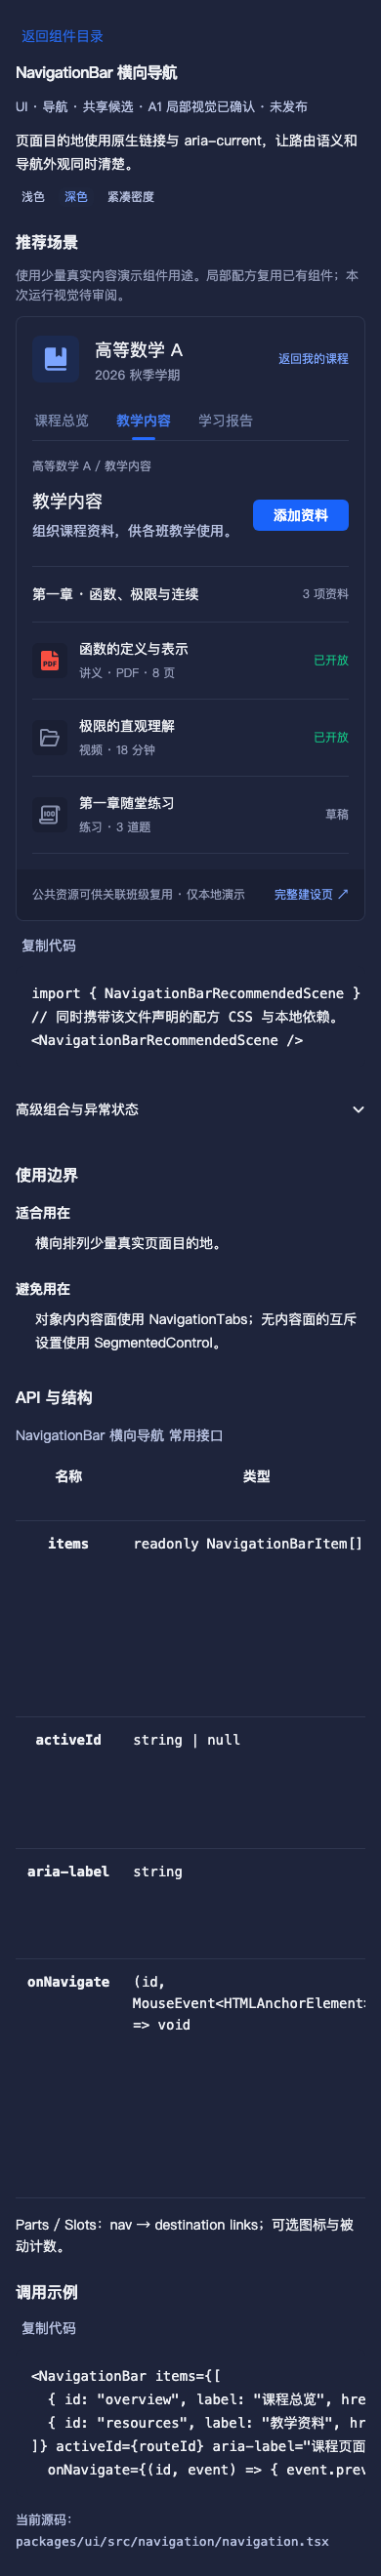 返回组件目录
NavigationBar 横向导航
UI · 导航 · 共享候选 · A1 局部视觉已确认 · 未发布
页面目的地使用原生链接与 aria-current，让路由语义和
导航外观同时清楚。
浅色 深色 紧凑密度
推荐场景
使用少量真实内容演示组件用途。局部配方复用已有组件；本
次运行视觉待审阅。
高等数学 A
2026 秋季学期
返回我的课程
课程总览 教学内容 学习报告
高等数学 A / 教学内容
教学内容
组织课程资料，供各班教学使用。
添加资料
第一章 · 函数、极限与连续 3 项资料
函数的定义与表示
讲义 · PDF · 8 页
已开放
极限的直观理解
视频 · 18 分钟
已开放
第一章随堂练习
练习 · 3 道题
草稿
公共资源可供关联班级复用 · 仅本地演示 完整建设页 ↗
复制代码
import { NavigationBarRecommendedScene }
// 同时携带该文件声明的配方 CSS 与本地依赖。
<NavigationBarRecommendedScene />
高级组合与异常状态
使用边界
适合用在
横向排列少量真实页面目的地。
避免用在
对象内内容面使用 NavigationTabs；无内容面的互斥
设置使用 SegmentedControl。
API 与结构
NavigationBar 横向导航 常用接口
名称 类型
items readonly NavigationBarItem[]
activeId string | null
aria-label string
onNavigate (id,
MouseEvent<HTMLAnchorElement>
=> void
Parts / Slots：nav → destination links；可选图标与被
动计数。
调用示例
复制代码
<NavigationBar items={[
{ id: "overview", label: "课程总览", hre
{ id: "resources", label: "教学资料", hr
]} activeId={routeId} aria-label="课程页面
onNavigate={(id, event) => { event.prev
当前源码：
packages/ui/src/navigation/navigation.tsx